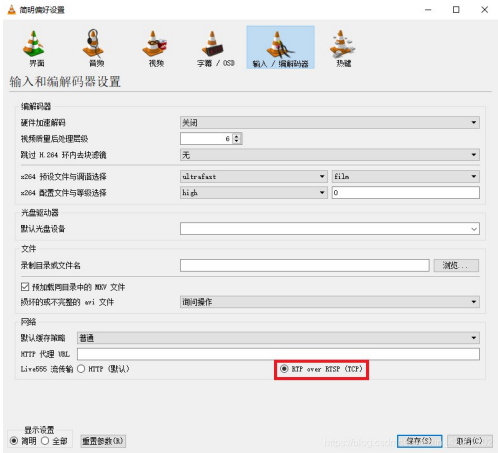 简明偏好设置
界面 音频 视频 字幕 / OSD 输入 / 编解码器 热键
输入和编解码器设置
编解码器
硬件加速解码 关闭
视频质量后处理层级 6
跳过 H.264 环内去块滤镜 无
x264 预设文件与调谐选择 ultrafast film
x264 配置文件与等级选择 high 0
光盘驱动器
默认光盘设备
文件
录制目录或文件名 浏览...
预加载同目录中的 MKV 文件
损坏的或不完整的 avi 文件 询问操作
网络
默认缓存策略 普通
HTTP 代理 URL
Live555 流传输 HTTP (默认) RTP over RTSP (TCP)
显示设置
简明 全部 重置参数(R) 保存(S) 取消(C)